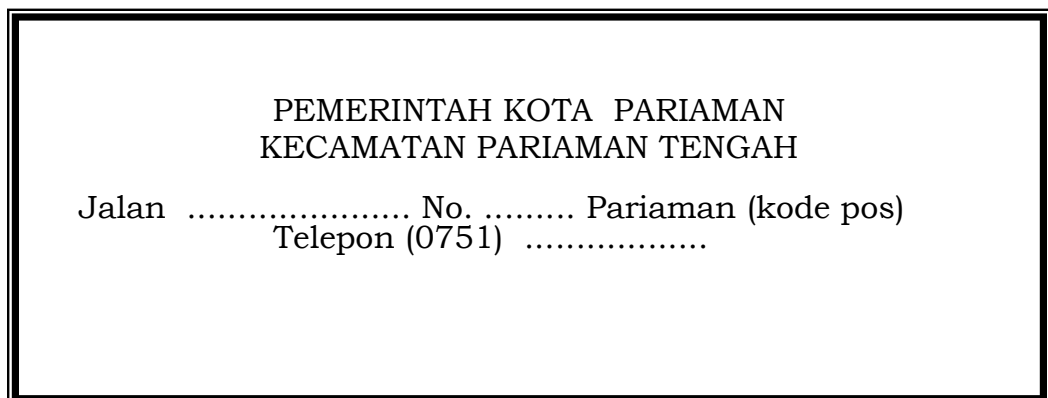 PEMERINTAH KOTA PARIAMAN
KECAMATAN PARIAMAN TENGAH
Jalan ...................... No. ......... Pariaman (kode pos)
Telepon (0751) ..................